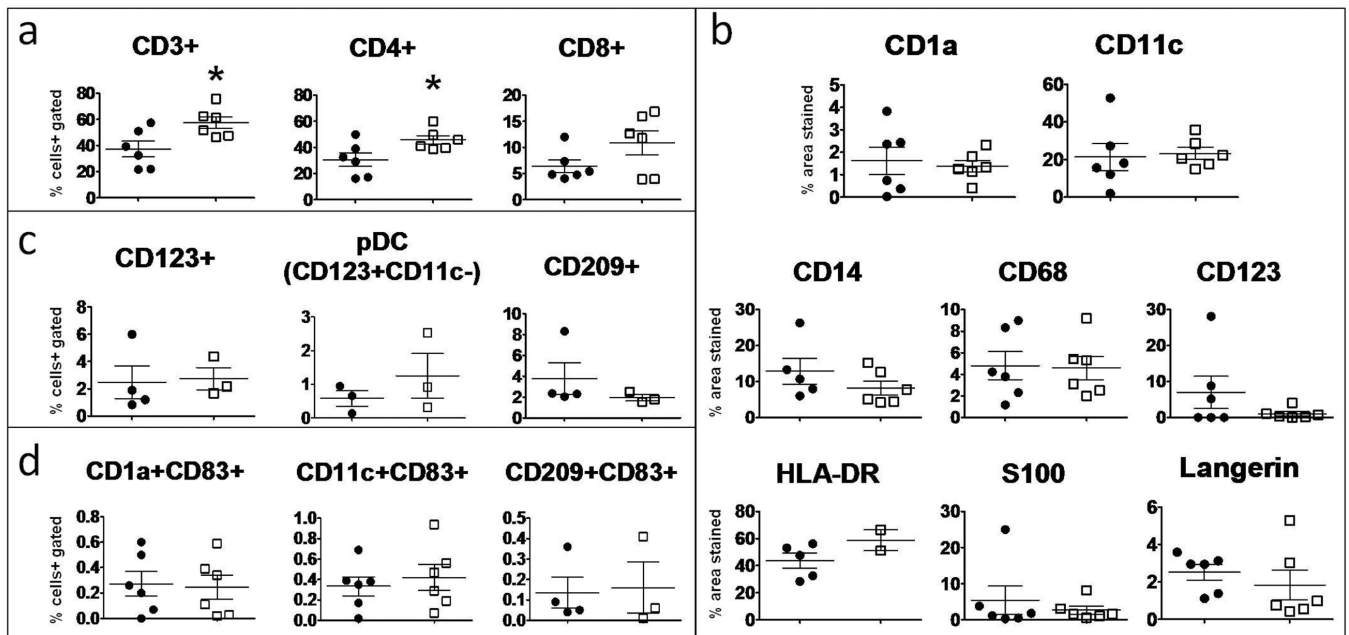 a
CD3+ CD4+ CD8+
* *
% cells+ gated
80 60 40 20 0
80 60 40 20 0
20 15 10 5 0
b
CD1a CD11c
% area stained
5 4 3 2 1 0
60 40 20 0
CD14 CD68 CD123
% area stained
30 20 10 0
10 8 6 4 2 0
30 20 10 0
HLA-DR S100 Langerin
% area stained
80 60 40 20 0
30 20 10 0
6 4 2 0
c
CD123+ pDC CD209+
(CD123+CD11c-)
% cells+ gated
8 6 4 2 0
3 2 1 0
10 8 6 4 2 0
d
CD1a+CD83+ CD11c+CD83+ CD209+CD83+
% cells+ gated
0.8 0.6 0.4 0.2 0.0
1.0 0.8 0.6 0.4 0.2 0.0
0.5 0.4 0.3 0.2 0.1 0.0